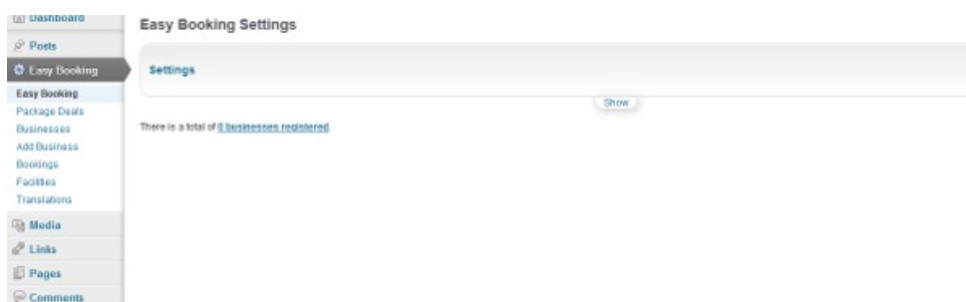 Dashboard
Posts
Easy Booking
Easy Booking
Package Deals
Businesses
Add Business
Bookings
Facilities
Translations
Media
Links
Pages
Comments
Easy Booking Settings
Settings
Show
There is a total of 0 businesses registered.